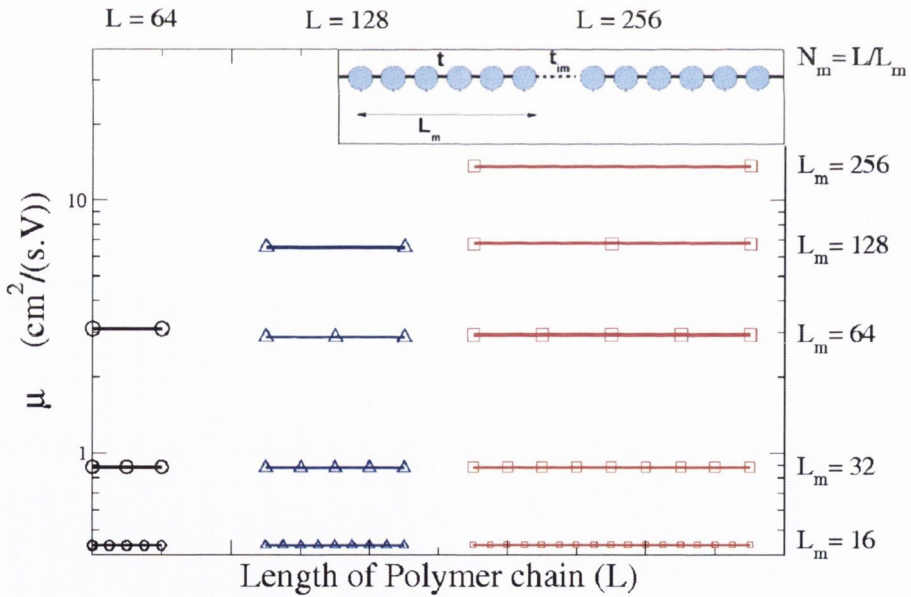 L = 64 L = 128 L = 256
t t_im
N_m = L/L_m
L_m
L_m = 256
10
L_m = 128
μ (cm²/(s.V))
L_m = 64
1
L_m = 32
L_m = 16
Length of Polymer chain (L)